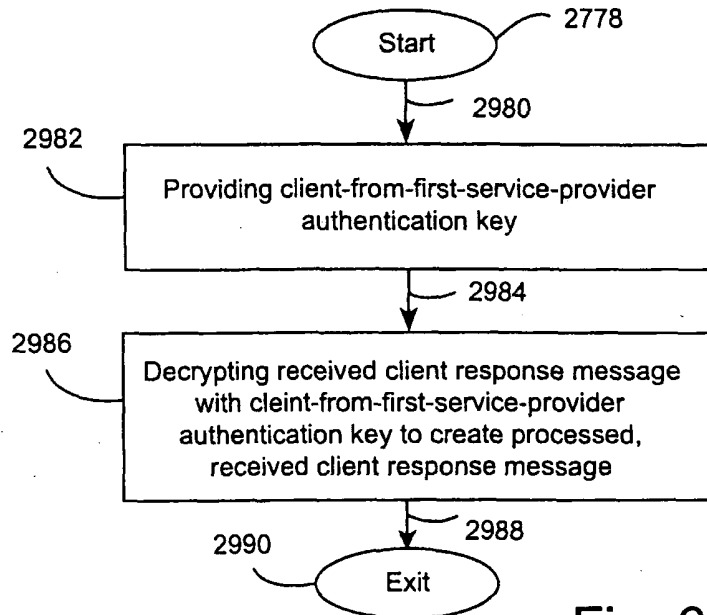 Start
2778
2980
2982
Providing client-from-first-service-provider
authentication key
2984
2986
Decrypting received client response message
with cleint-from-first-service-provider
authentication key to create processed,
received client response message
2988
2990
Exit